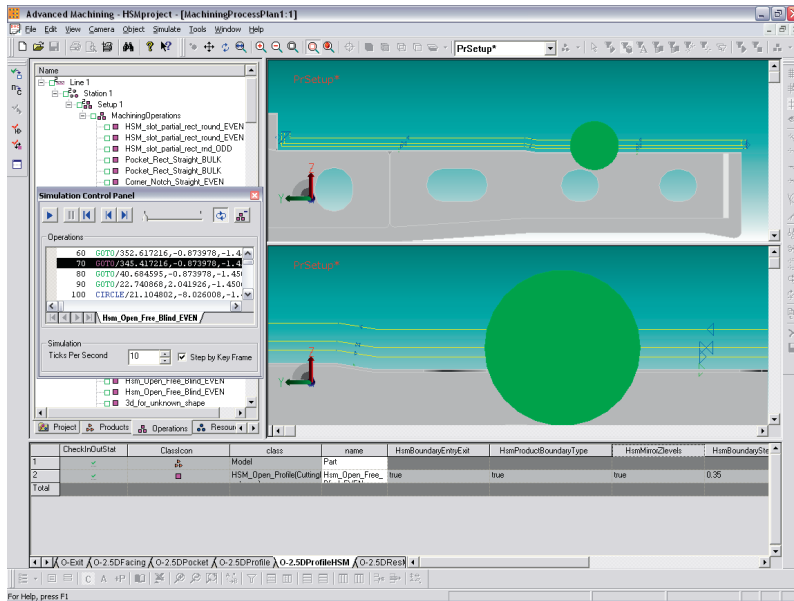 Advanced Machining - HSMproject - [MachiningProcessPlan1:1]
File Edit View Camera Object Simulate Tools Window Help
PrSetup*
Name
Line 1
Station 1
Setup 1
MachiningOperations
HSM_slot_partial_rect_round_EVEN
HSM_slot_partial_rect_round_EVEN
HSM_slot_partial_rect_rnd_ODD
Pocket_Rect_Straight_BULK
Pocket_Rect_Straight_BULK
Corner_Notch_Straight_EVEN
Simulation Control Panel
Operations
60 GOTO/352.617216,-0.873978,-1.4
70 GOTO/345.417216,-0.873978,-1.4
80 GOTO/40.684595,-0.873978,-1.450
90 GOTO/22.740868,2.041926,-1.450
100 CIRCLE/21.104802,-8.026008,-1.
Hsm_Open_Free_Blind_EVEN
Simulation
Ticks Per Second 10 Step by Key Frame
Hsm_Open_Free_Blind_EVEN
Hsm_Open_Free_Blind_EVEN
3d_for_unknown_shape
Project Products Operations Resour
PrSetup*
Z
Y
PrSetup*
Z
Y
CheckInOutStat ClassIcon class name HsmBoundaryEntryExit HsmProductBoundaryType HsmMirrorZlevels HsmBoundarySte
1 Model Part
2 HSM_Open_Profile(Cutting Hsm_Open_Free_ true true true 0.35
Total
O-Exit O-2.5DFacing O-2.5DPocket O-2.5DProfile O-2.5DProfileHSM O-2.5DRes
For Help, press F1